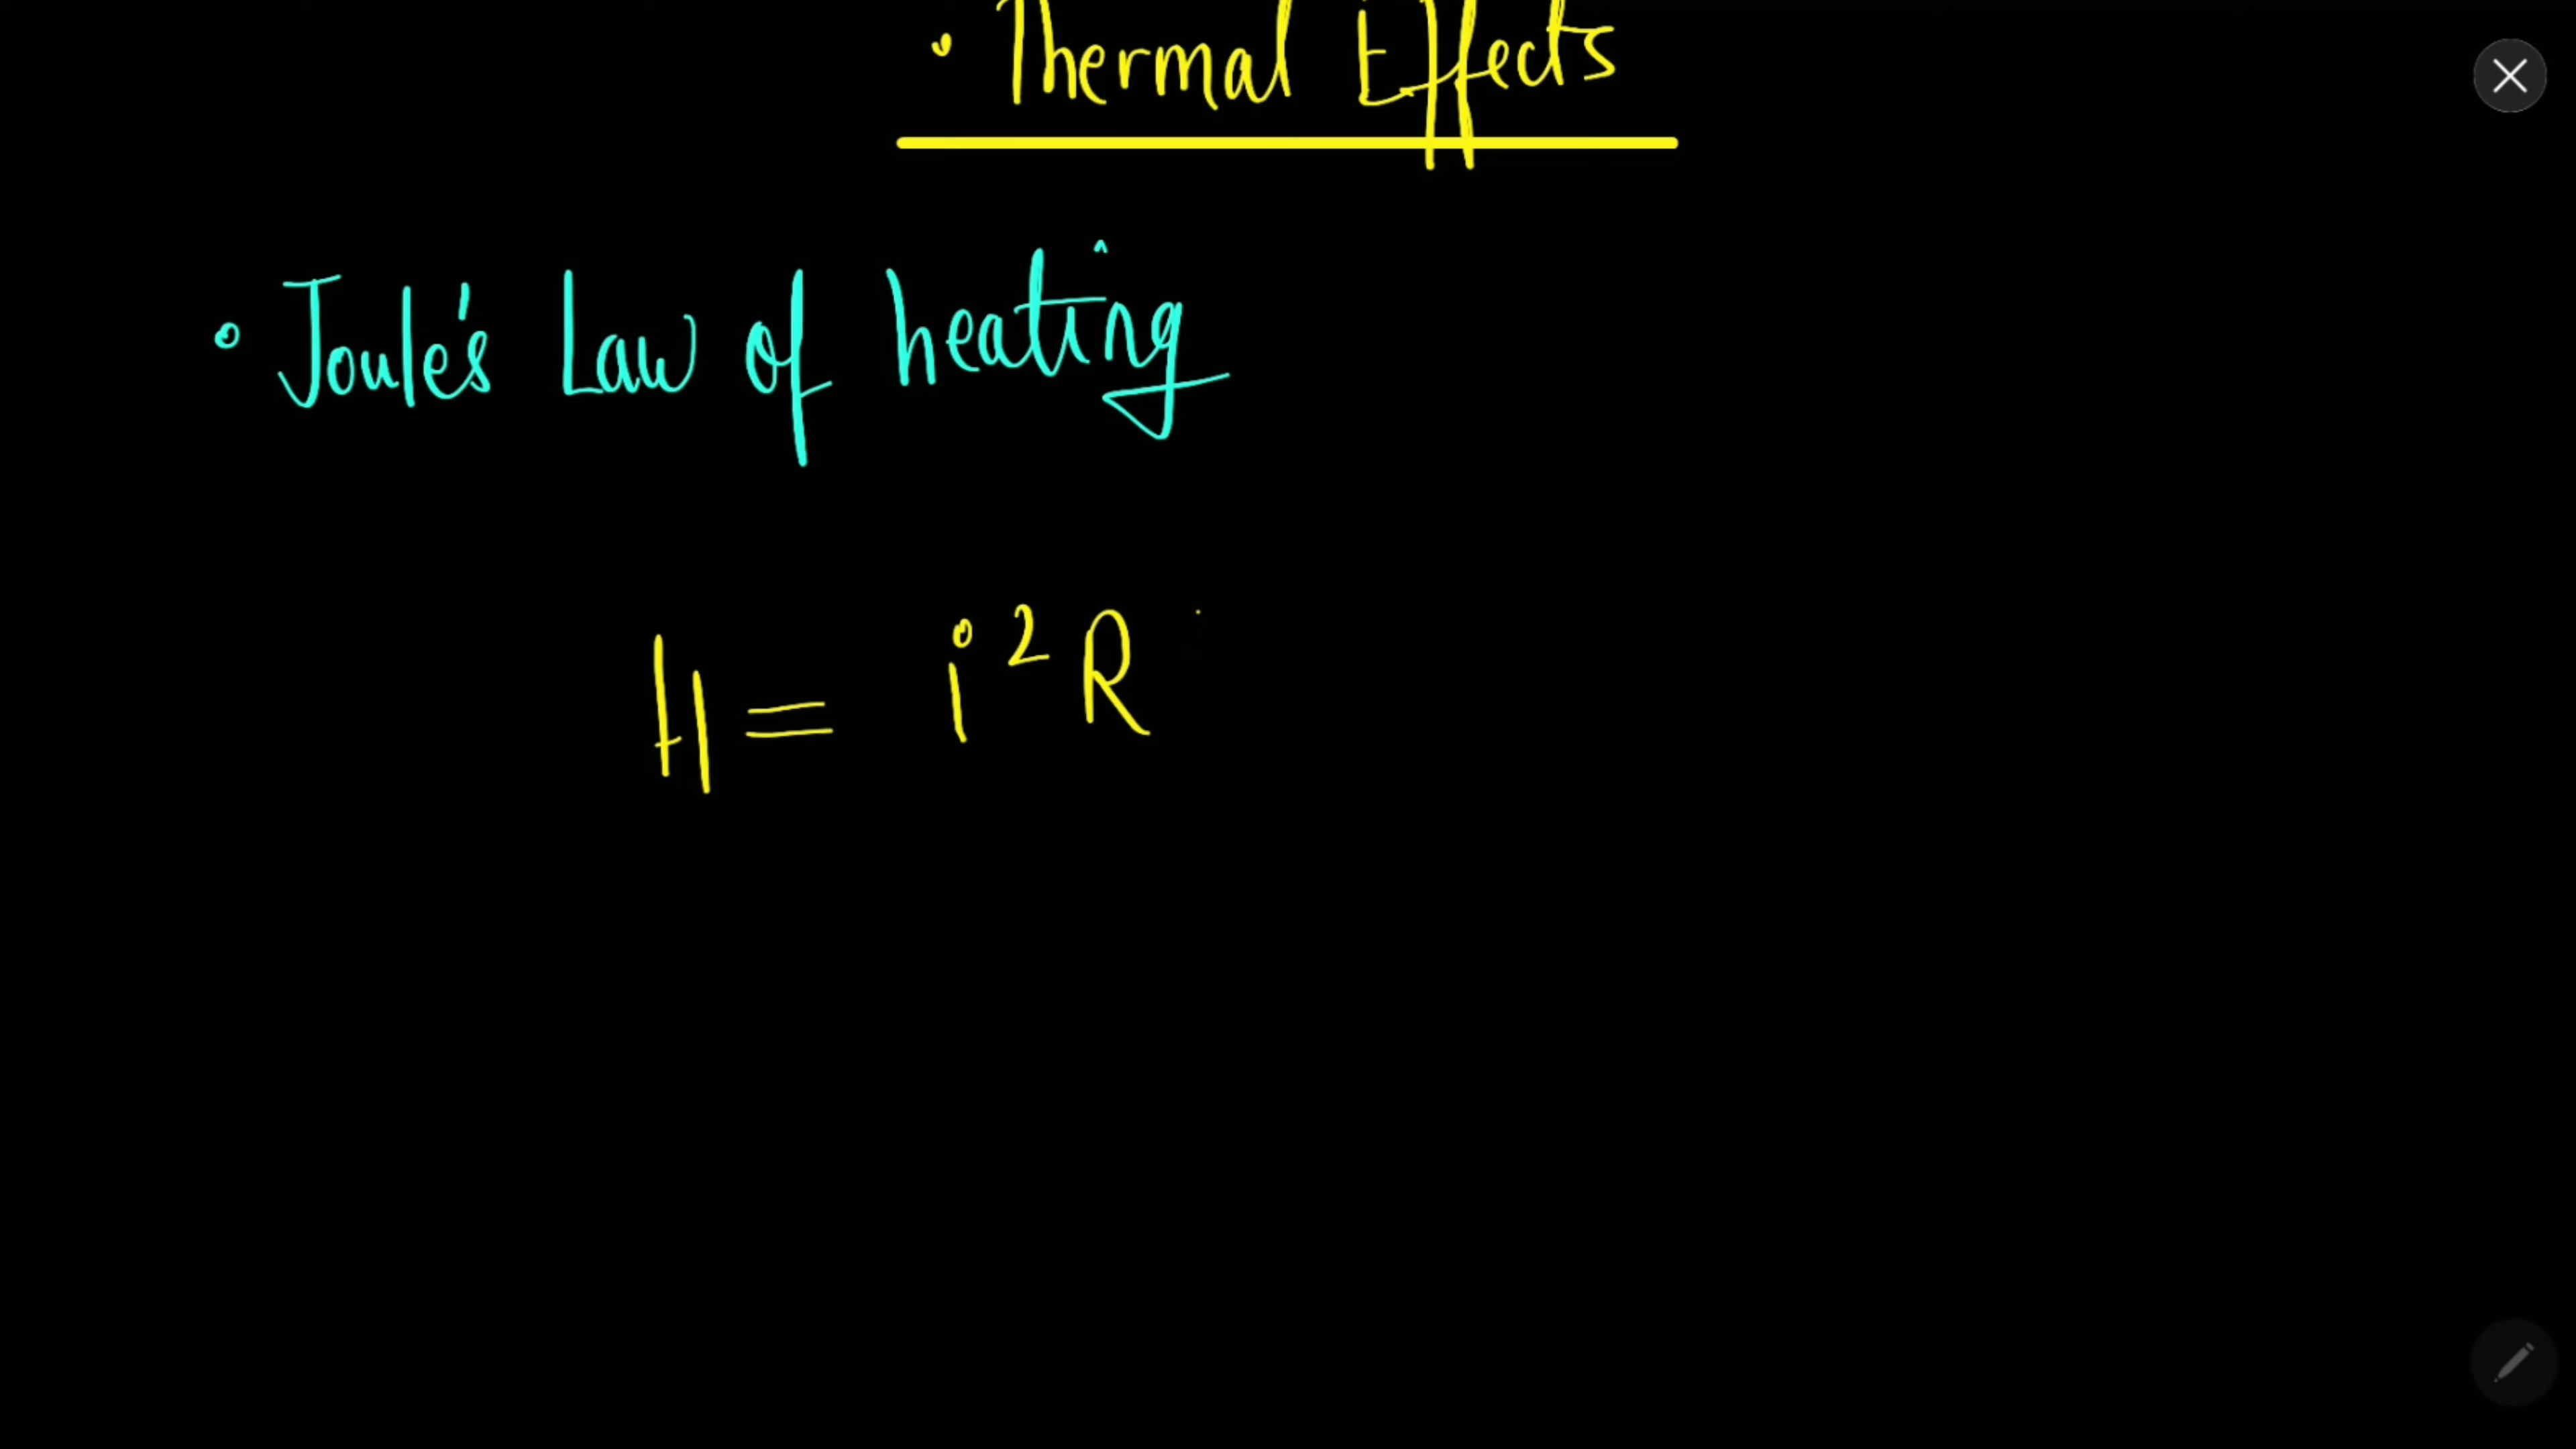 • Thermal Effects
• Joule's Law of heating
H = i²R